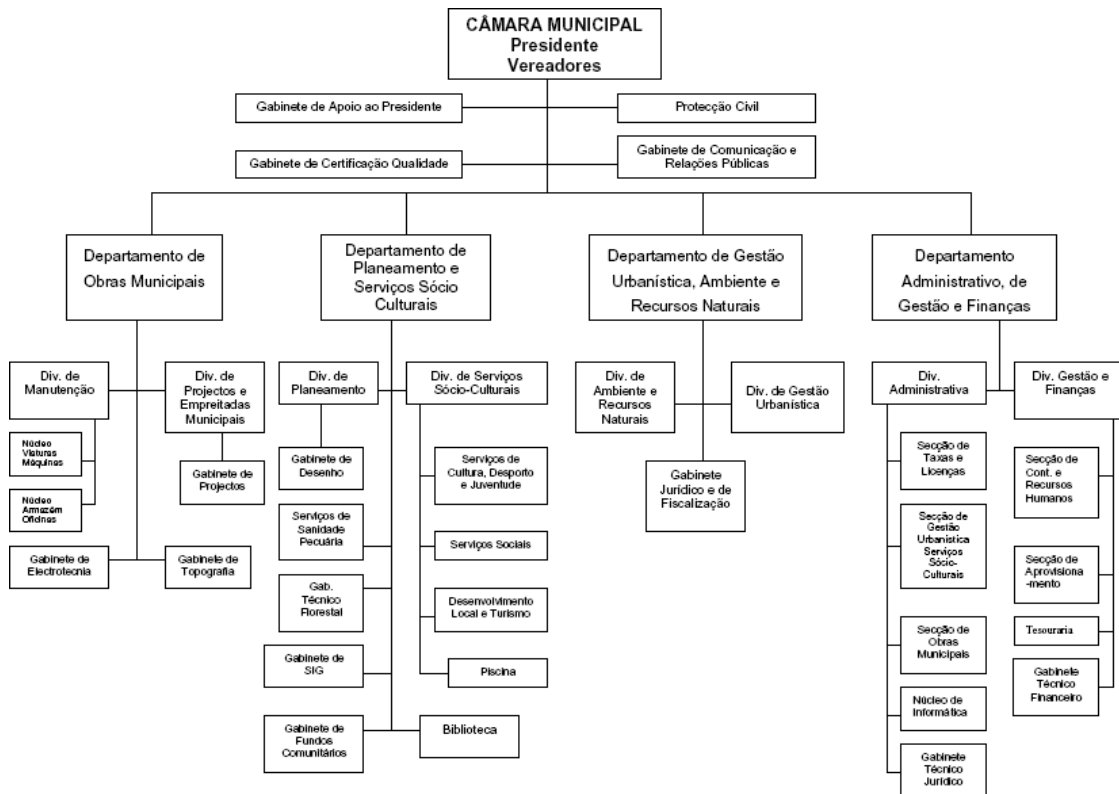 CÂMARA MUNICIPAL
Presidente
Vereadores
Gabinete de Apoio ao Presidente
Protecção Civil
Gabinete de Certificação Qualidade
Gabinete de Comunicação e
Relações Públicas
Departamento de
Obras Municipais
Departamento de
Planeamento e
Serviços Sócio
Culturais
Departamento de Gestão
Urbanística, Ambiente e
Recursos Naturais
Departamento
Administrativo, de
Gestão e Finanças
Div. de
Manutenção
Div. de
Projectos e
Empreitadas
Municipais
Núcleo
Viaturas
Máquinas
Gabinete de
Projectos
Núcleo
Armazém
Oficinas
Gabinete de
Electrotecnia
Gabinete de
Topografia
Div. de
Planeamento
Div. de Serviços
Sócio-Culturais
Gabinete de
Desenho
Serviços de
Sanidade
Pecuária
Gab.
Técnico
Florestal
Gabinete de
SIG
Gabinete de
Fundos
Comunitários
Serviços de
Cultura, Desporto
e Juventude
Serviços Sociais
Desenvolvimento
Local e Turismo
Piscina
Biblioteca
Div. de
Ambiente e
Recursos
Naturais
Div. de Gestão
Urbanística
Gabinete
Jurídico e de
Fiscalização
Div.
Administrativa
Div. Gestão e
Finanças
Secção de
Taxas e
Licenças
Secção de
Gestão
Urbanística
Serviços
Sócio-
Culturais
Secção de
Obras
Municipais
Núcleo de
Informática
Gabinete
Técnico
Jurídico
Secção de
Cont. e
Recursos
Humanos
Secção de
Aprovisiona
-mento
Tesouraria
Gabinete
Técnico
Financeiro